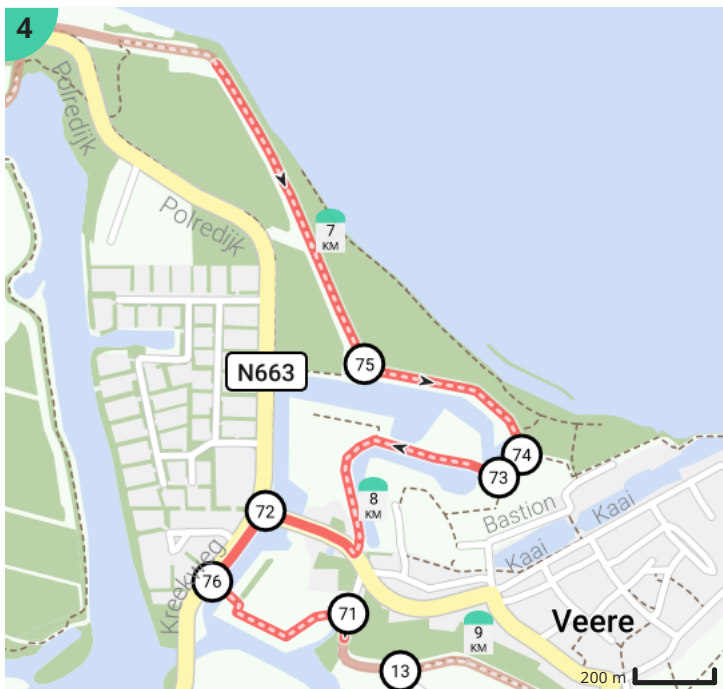 4
Polredijk
Polredijk
7
KM
75
N663
74
73
8
KM
72
Bastion
Kaai
Kaai
Kreekweg
76
71
9
KM
Veere
13
200 m